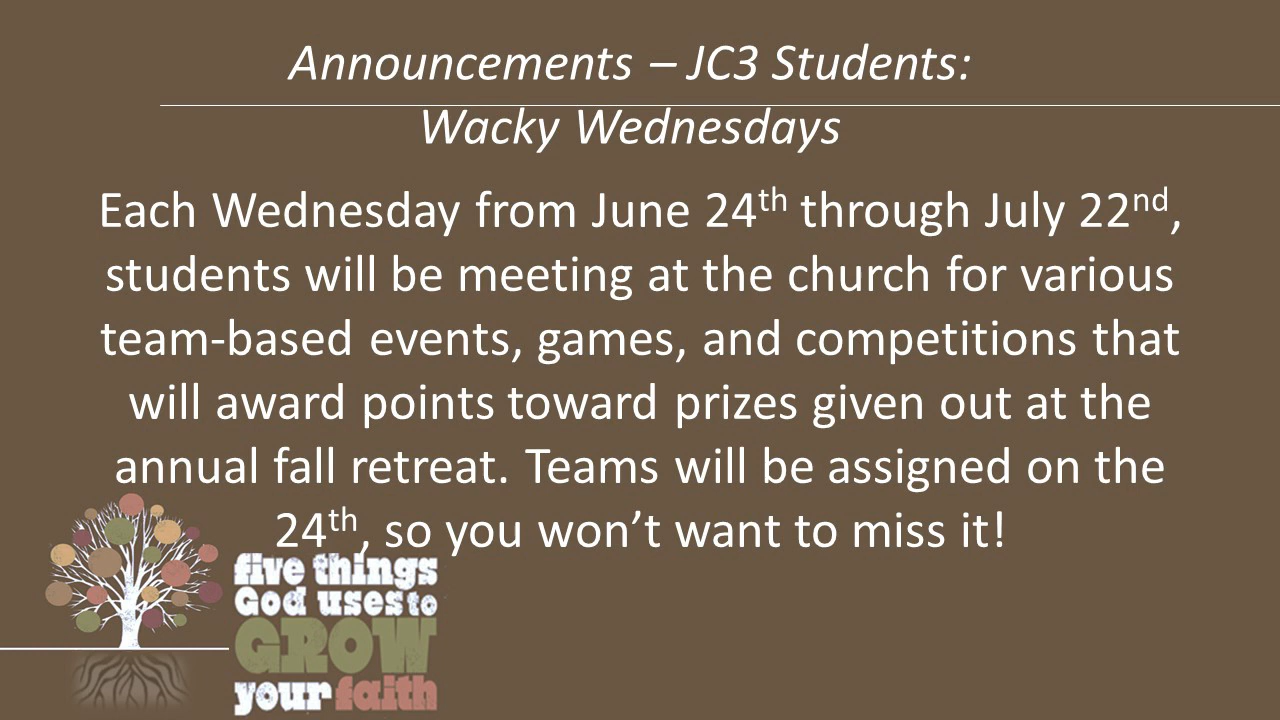 Announcements – JC3 Students:
Wacky Wednesdays
Each Wednesday from June 24th through July 22nd,
students will be meeting at the church for various
team-based events, games, and competitions that
will award points toward prizes given out at the
annual fall retreat. Teams will be assigned on the
24th, so you won’t want to miss it!
five things
God uses to
GROW
your faith